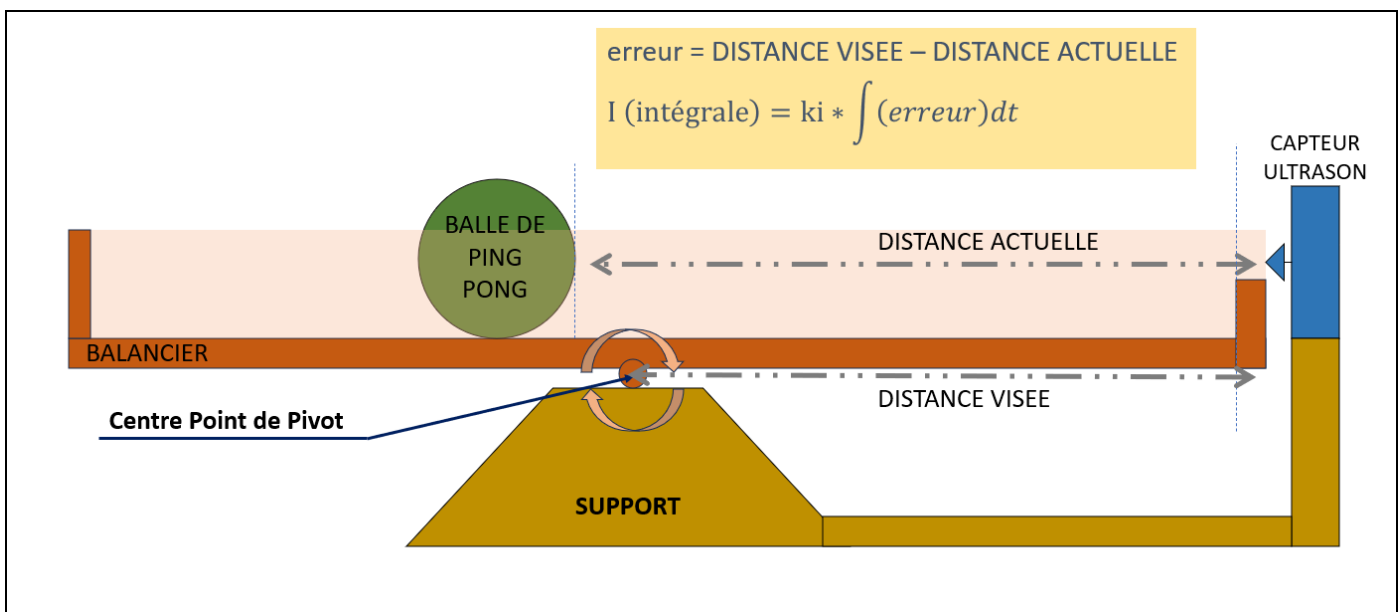 erreur = DISTANCE VISEE – DISTANCE ACTUELLE
I (intégrale) = ki * ∫(erreur)dt
CAPTEUR
ULTRASON
BALLE DE
PING
PONG
DISTANCE ACTUELLE
BALANCIER
DISTANCE VISEE
Centre Point de Pivot
SUPPORT